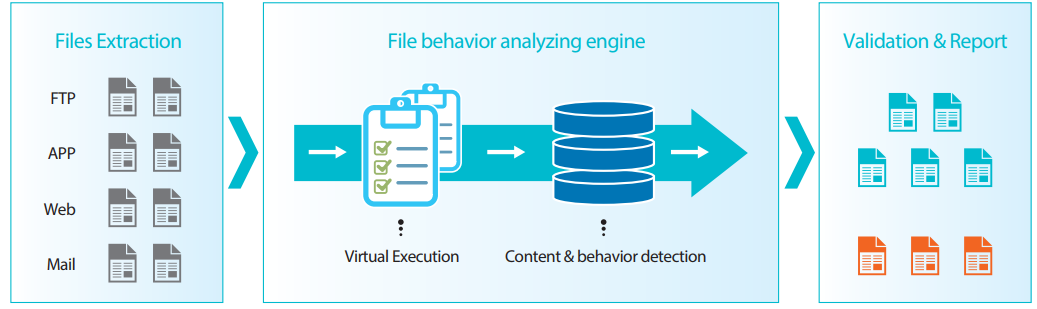 Files Extraction
FTP
APP
Web
Mail
File behavior analyzing engine
Virtual Execution
Content & behavior detection
Validation & Report